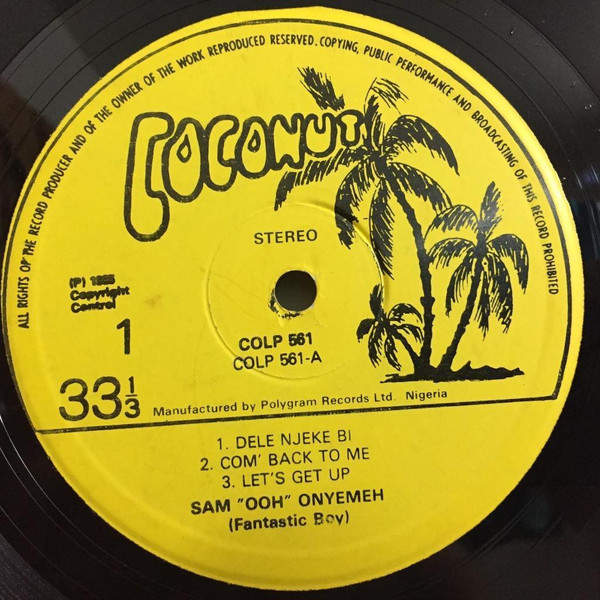 ALL RIGHTS OF THE RECORD PRODUCER AND OF THE OWNER OF THE WORK REPRODUCED RESERVED. COPYING, PUBLIC PERFORMANCE AND BROADCASTING OF THIS RECORD PROHIBITED
COCONUT
STEREO
(P)
Copyright
Control
1
COLP 561
COLP 561-A
33 1/3
Manufactured by Polygram Records Ltd. Nigeria
1. DELE NJEKE BI
2. COM' BACK TO ME
3. LET'S GET UP
SAM "OOH" ONYEMEH
(Fantastic Boy)